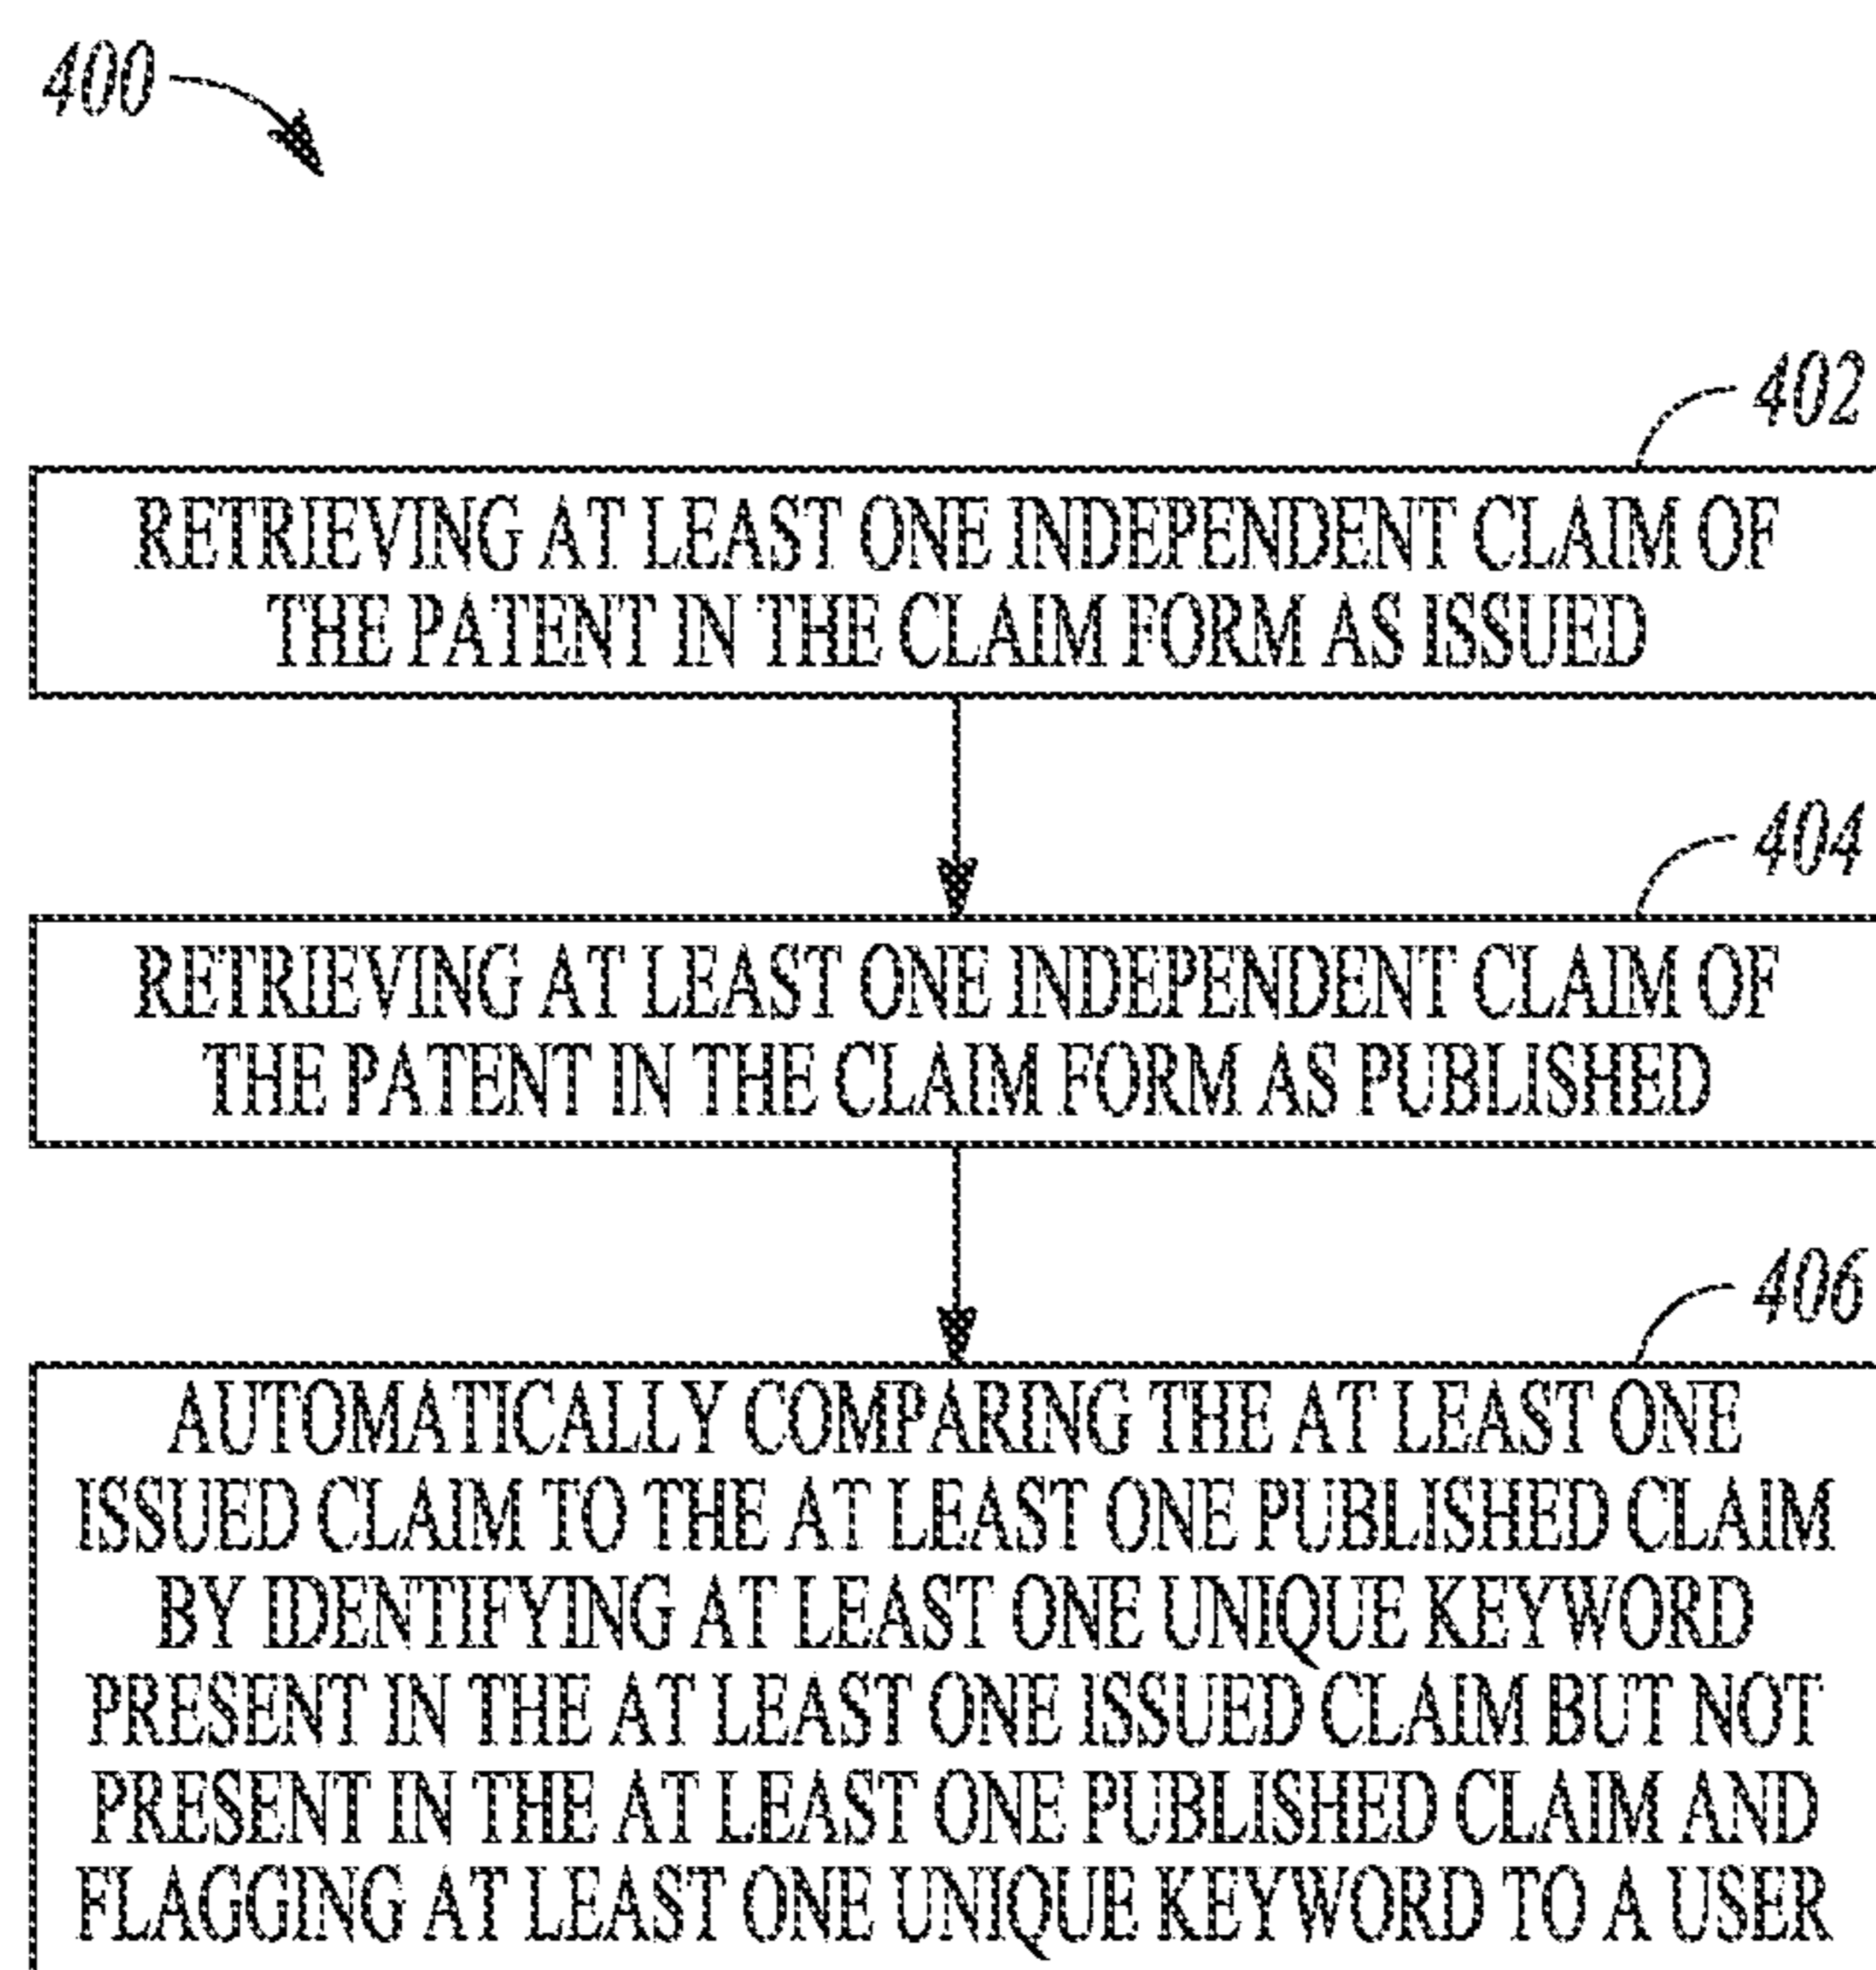 400
402
RETRIEVING AT LEAST ONE INDEPENDENT CLAIM OF
THE PATENT IN THE CLAIM FORM AS ISSUED
404
RETRIEVING AT LEAST ONE INDEPENDENT CLAIM OF
THE PATENT IN THE CLAIM FORM AS PUBLISHED
406
AUTOMATICALLY COMPARING THE AT LEAST ONE
ISSUED CLAIM TO THE AT LEAST ONE PUBLISHED CLAIM
BY IDENTIFYING AT LEAST ONE UNIQUE KEYWORD
PRESENT IN THE AT LEAST ONE ISSUED CLAIM BUT NOT
PRESENT IN THE AT LEAST ONE PUBLISHED CLAIM AND
FLAGGING AT LEAST ONE UNIQUE KEYWORD TO A USER